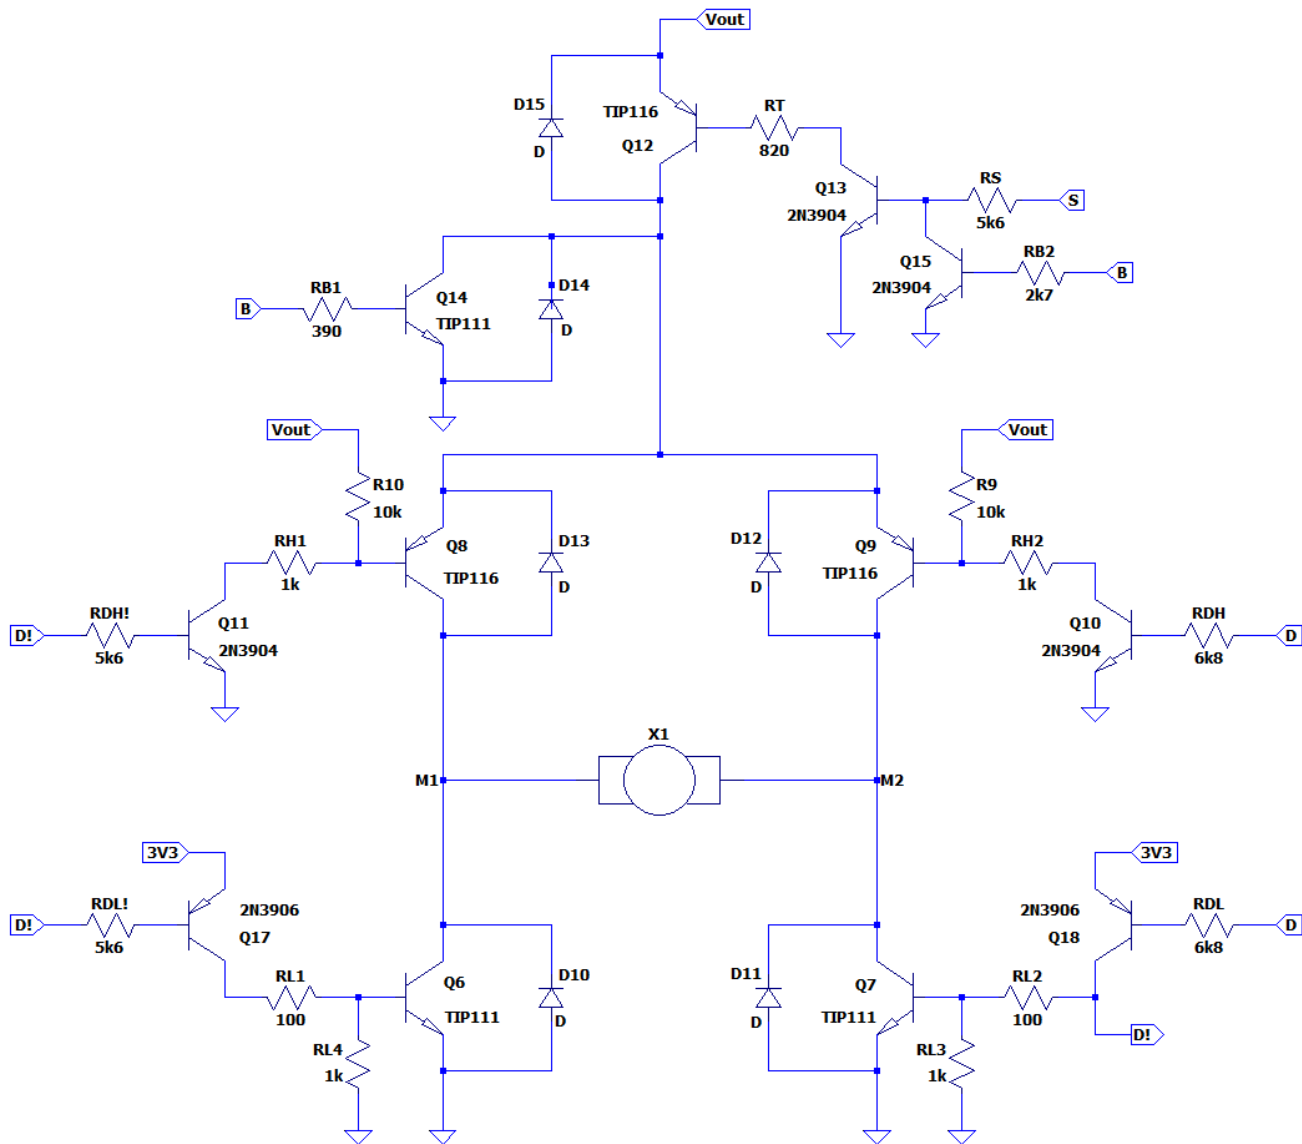 Vout
D15
TIP116
RT
D
Q12
820
Q13
RS
S
2N3904
5k6
RB1
Q14
D14
Q15
RB2
B
B
2N3904
2k7
390
TIP111
D
Vout
Vout
R10
R9
10k
10k
RH1
Q8
D13
D12
Q9
RH2
1k
TIP116
D
D
TIP116
1k
RDH!
Q11
Q10
RDH
D!
D
5k6
2N3904
2N3904
6k8
X1
M1
M2
3V3
3V3
RDL!
2N3906
2N3906
RDL
D!
D
5k6
Q17
Q18
6k8
RL1
Q6
D10
D11
Q7
RL2
100
TIP111
D
D
TIP111
100
D!
RL4
RL3
1k
1k